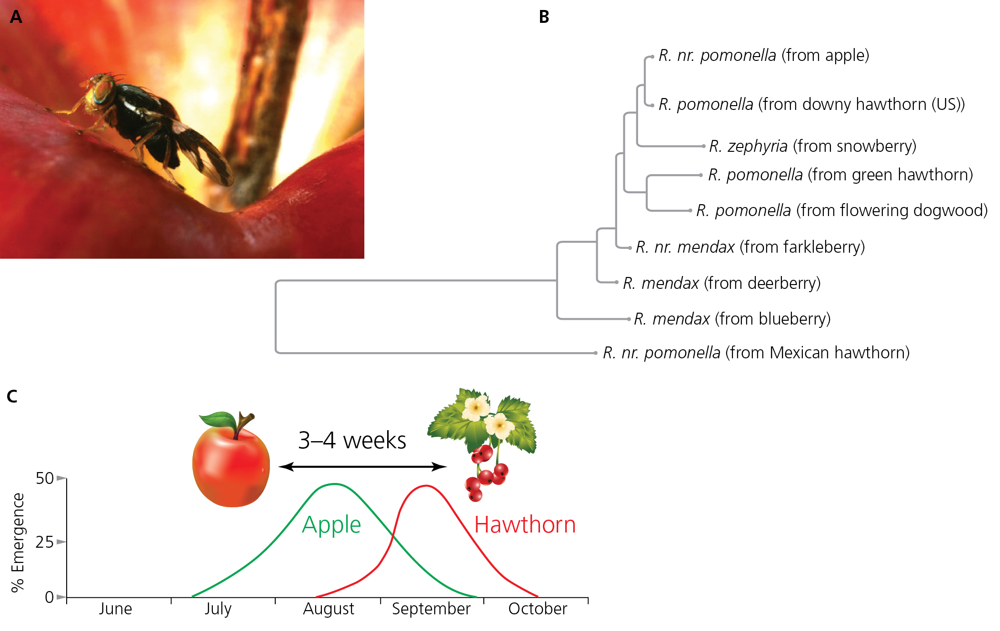 A
B
R. nr. pomonella (from apple)
R. pomonella (from downy hawthorn (US))
R. zephyria (from snowberry)
R. pomonella (from green hawthorn)
R. pomonella (from flowering dogwood)
R. nr. mendax (from farkleberry)
R. mendax (from deerberry)
R. mendax (from blueberry)
R. nr. pomonella (from Mexican hawthorn)
C
3–4 weeks
50
25
0
% Emergence
Apple
Hawthorn
June
July
August
September
October